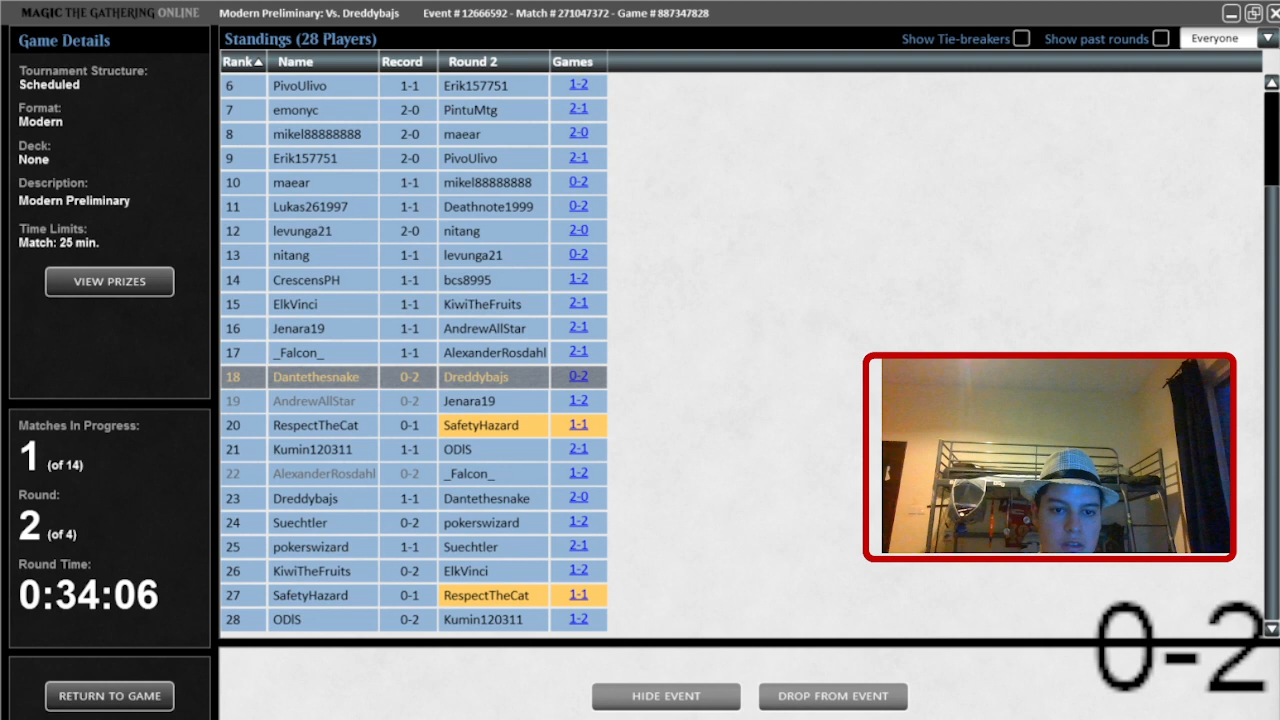 MAGIC THE GATHERING ONLINE
Modern Preliminary: Vs. Dreddybajs Event # 12666592 - Match # 271047372 - Game # 887347828
Game Details
Tournament Structure:
Scheduled
Format:
Modern
Deck:
None
Description:
Modern Preliminary
Time Limits:
Match: 25 min.
VIEW PRIZES
Matches In Progress:
1 (of 14)
Round:
2 (of 4)
Round Time:
0:34:06
RETURN TO GAME
Standings (28 Players) Show Tie-breakers Show past rounds Everyone
Rank Name Record Round 2 Games
6 PivoUlivo 1-1 Erik157751 1-2
7 emonyc 2-0 PintuMtg 2-1
8 mikel88888888 2-0 maear 2-0
9 Erik157751 2-0 PivoUlivo 2-1
10 maear 1-1 mikel88888888 0-2
11 Lukas261997 1-1 Deathnote1999 0-2
12 levunga21 2-0 nitang 2-0
13 nitang 1-1 levunga21 0-2
14 CrescensPH 1-1 bcs8995 1-2
15 ElkVinci 1-1 KiwiTheFruits 2-1
16 Jenara19 1-1 AndrewAllStar 2-1
17 _Falcon_ 1-1 AlexanderRosdahl 2-1
18 Dantethesnake 0-2 Dreddybajs 0-2
19 AndrewAllStar 0-2 Jenara19 1-2
20 RespectTheCat 0-1 SafetyHazard 1-1
21 Kumin120311 1-1 ODlS 2-1
22 AlexanderRosdahl 0-2 _Falcon_ 1-2
23 Dreddybajs 1-1 Dantethesnake 2-0
24 Suechtler 0-2 pokerswizard 1-2
25 pokerswizard 1-1 Suechtler 2-1
26 KiwiTheFruits 0-2 ElkVinci 1-2
27 SafetyHazard 0-1 RespectTheCat 1-1
28 ODlS 0-2 Kumin120311 1-2
0-2
HIDE EVENT DROP FROM EVENT